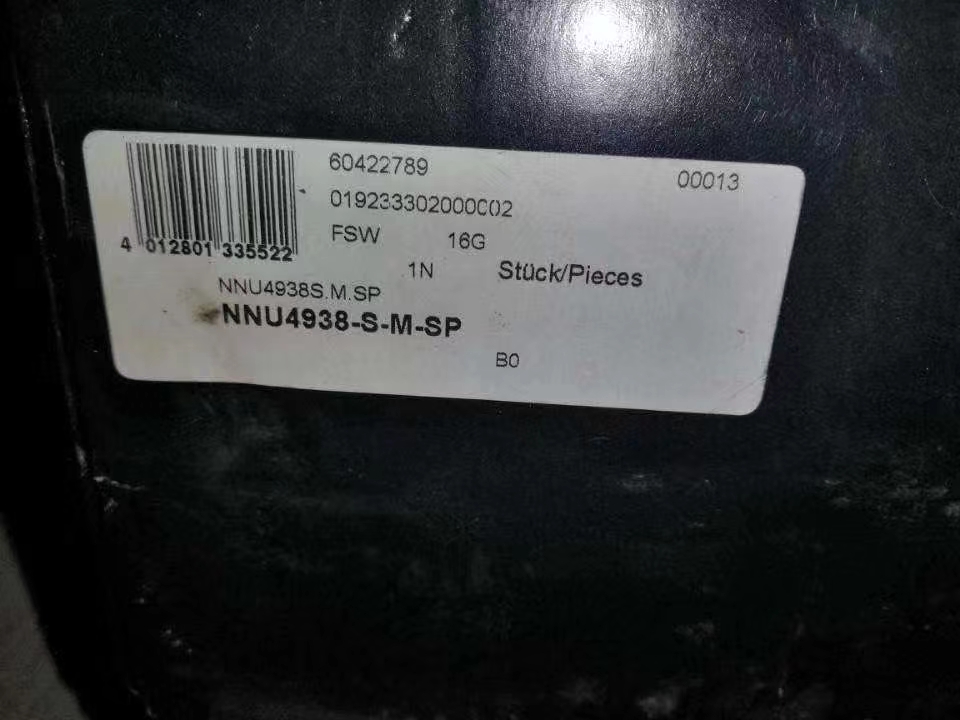 60422789
00013
019233302000002
FSW 16G
4 012801 335522
1N Stück/Pieces
NNU4938S.M.SP
NNU4938-S-M-SP
B0